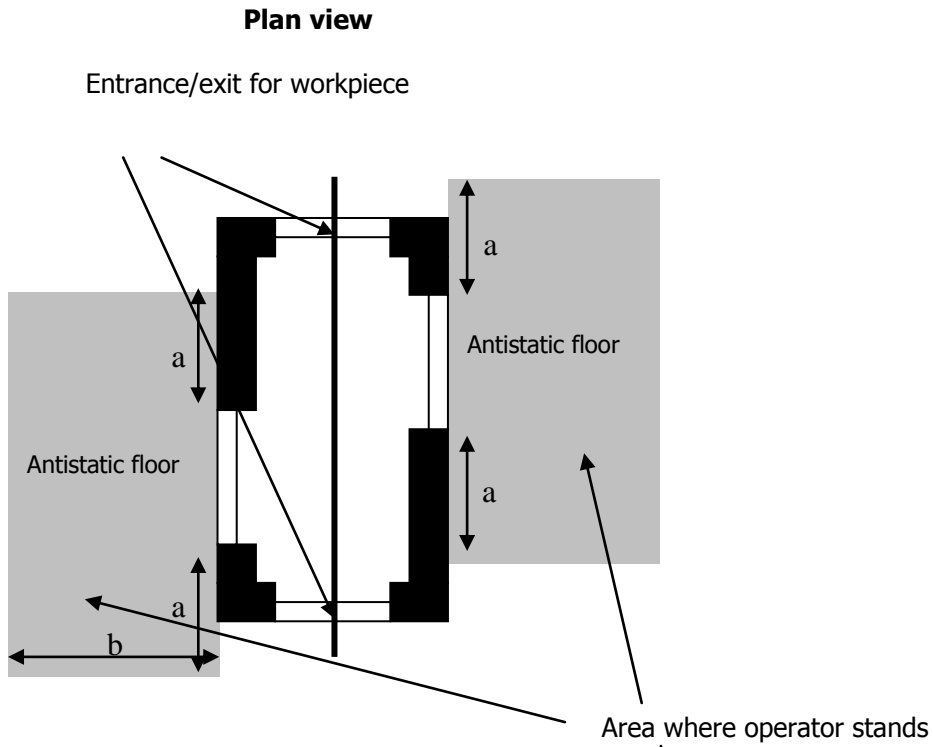 Plan view
Entrance/exit for workpiece
a
Antistatic floor
a
a
Antistatic floor
a
b
Area where operator stands